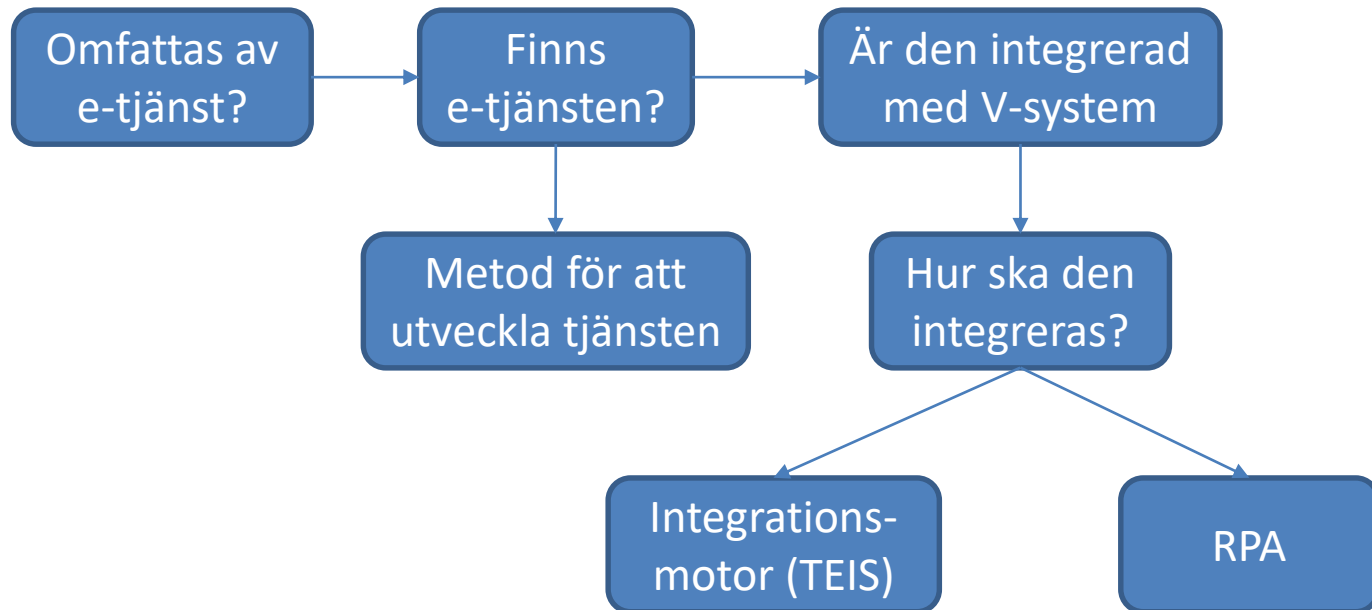 Omfattas av
e-tjänst?
Finns
e-tjänsten?
Är den integrerad
med V-system
Metod för att
utveckla tjänsten
Hur ska den
integreras?
Integrations-
motor (TEIS)
RPA